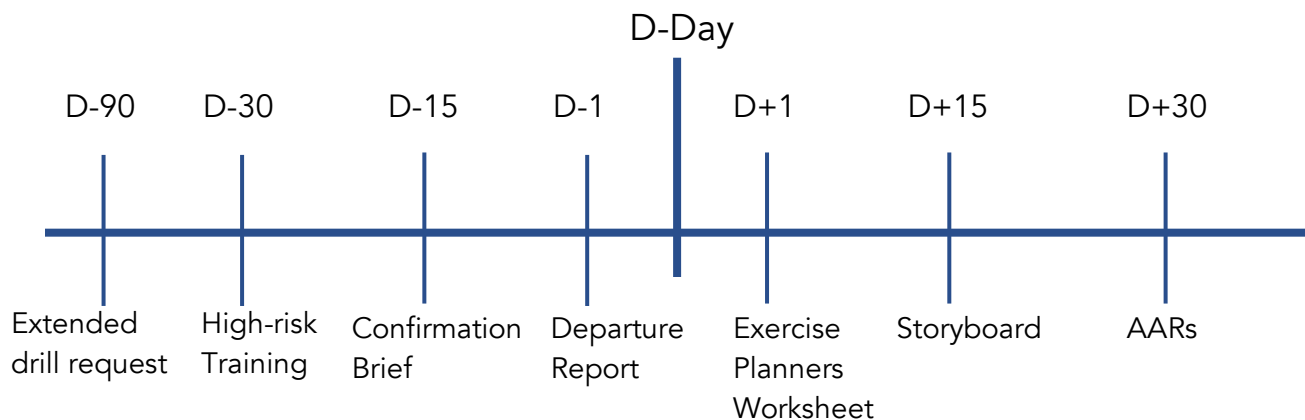 D-Day
D-90
D-30
D-15
D-1
D+1
D+15
D+30
Extended
drill request
High-risk
Training
Confirmation
Brief
Departure
Report
Exercise
Planners
Worksheet
Storyboard
AARs